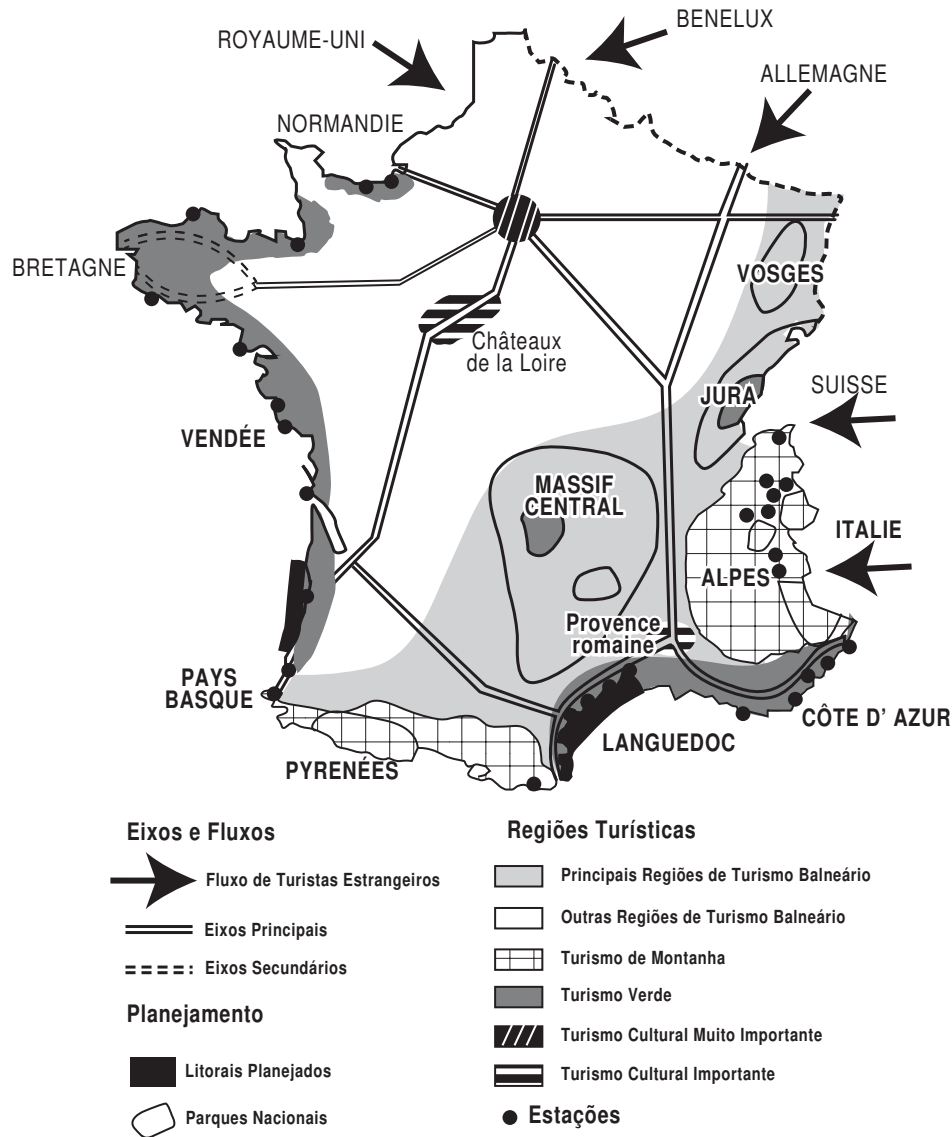 BENELUX
ROYAUME-UNI
ALLEMAGNE
NORMANDIE
BRETAGNE
VOSGES
Châteaux
de la Loire
JURA
SUISSE
VENDÉE
MASSIF
CENTRAL
ITALIE
ALPES
Provence
romaine
PAYS
BASQUE
CÔTE D' AZUR
LANGUEDOC
PYRENÉES
Eixos e Fluxos
Fluxo de Turistas Estrangeiros
Eixos Principais
Eixos Secundários
Planejamento
Litorais Planejados
Parques Nacionais
Regiões Turísticas
Principais Regiões de Turismo Balneário
Outras Regiões de Turismo Balneário
Turismo de Montanha
Turismo Verde
Turismo Cultural Muito Importante
Turismo Cultural Importante
Estações